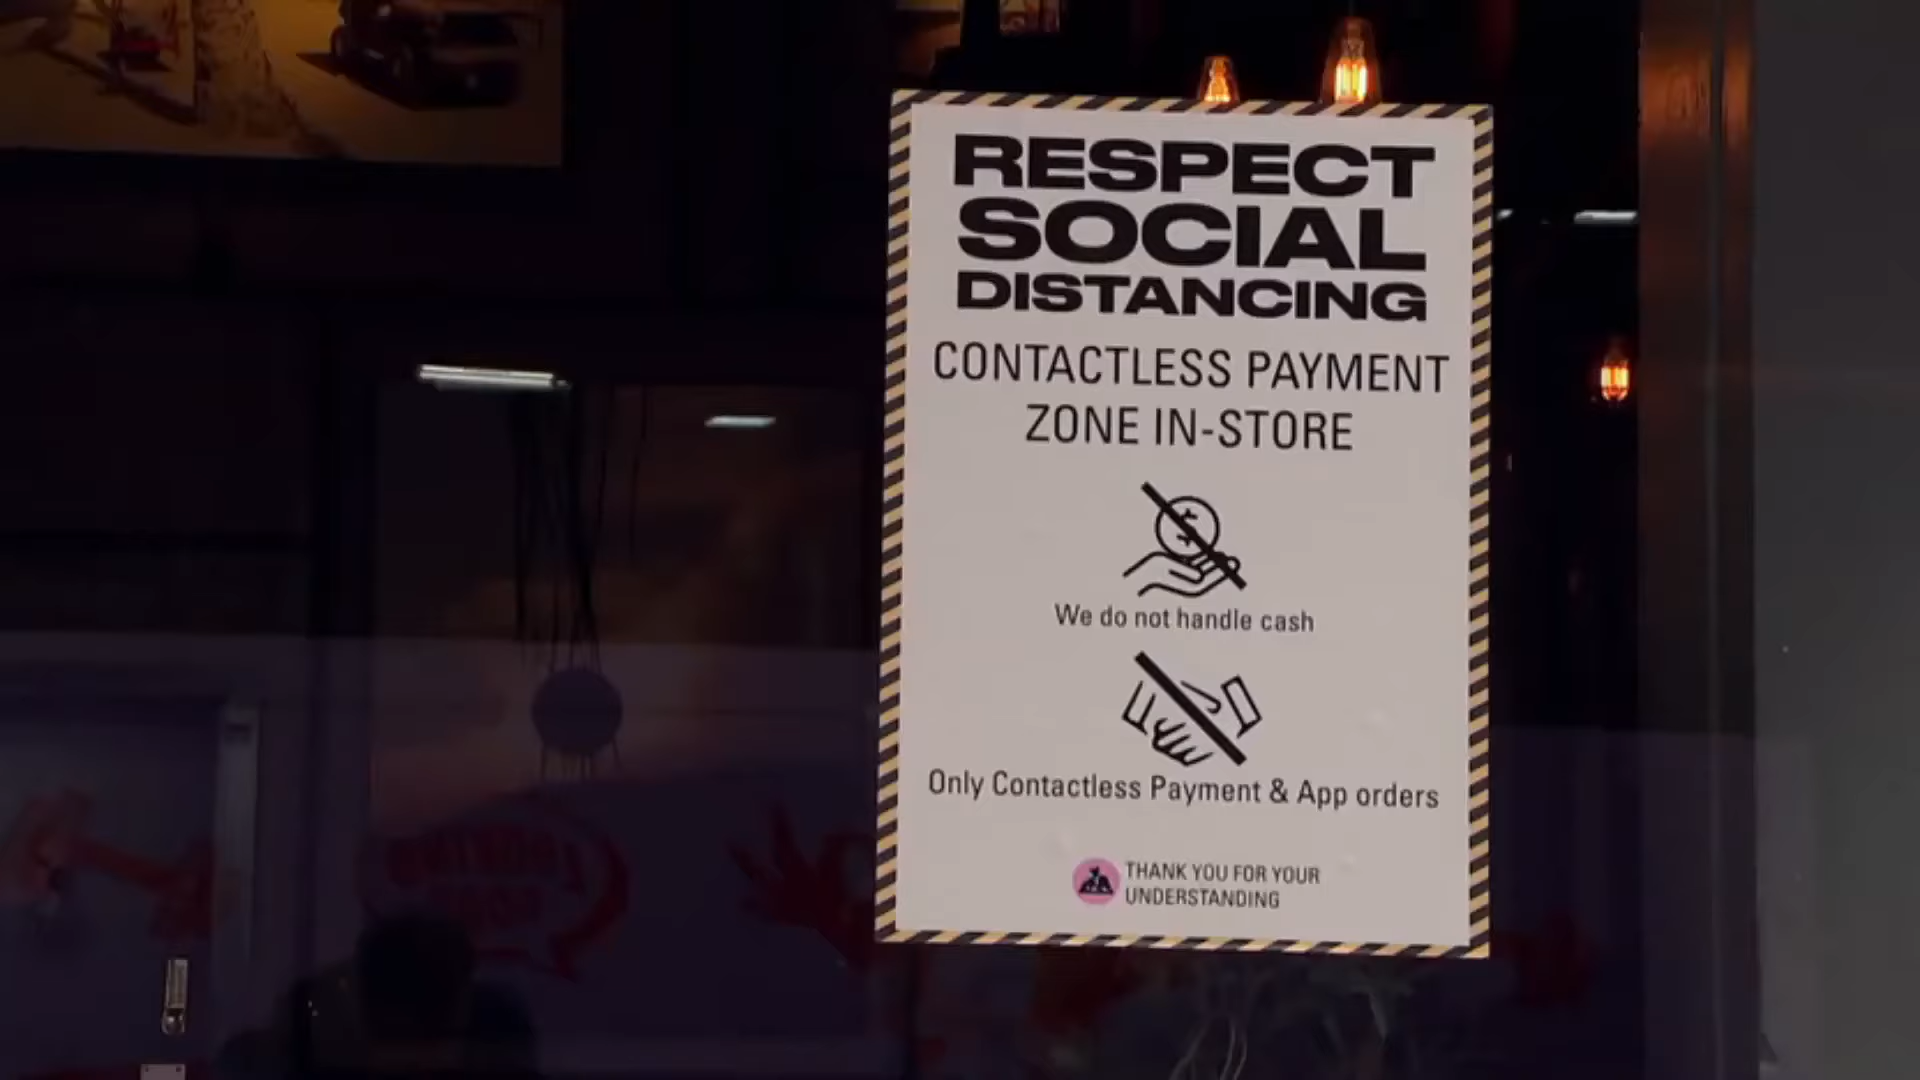 RESPECT
SOCIAL
DISTANCING
CONTACTLESS PAYMENT
ZONE IN-STORE
We do not handle cash
Only Contactless Payment & App orders
THANK YOU FOR YOUR
UNDERSTANDING